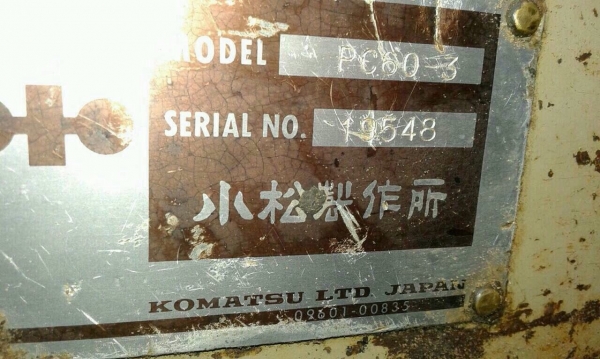 MODEL PC60-3
SERIAL NO. 19548
小松製作所
KOMATSU LTD. JAPAN
09601-00835